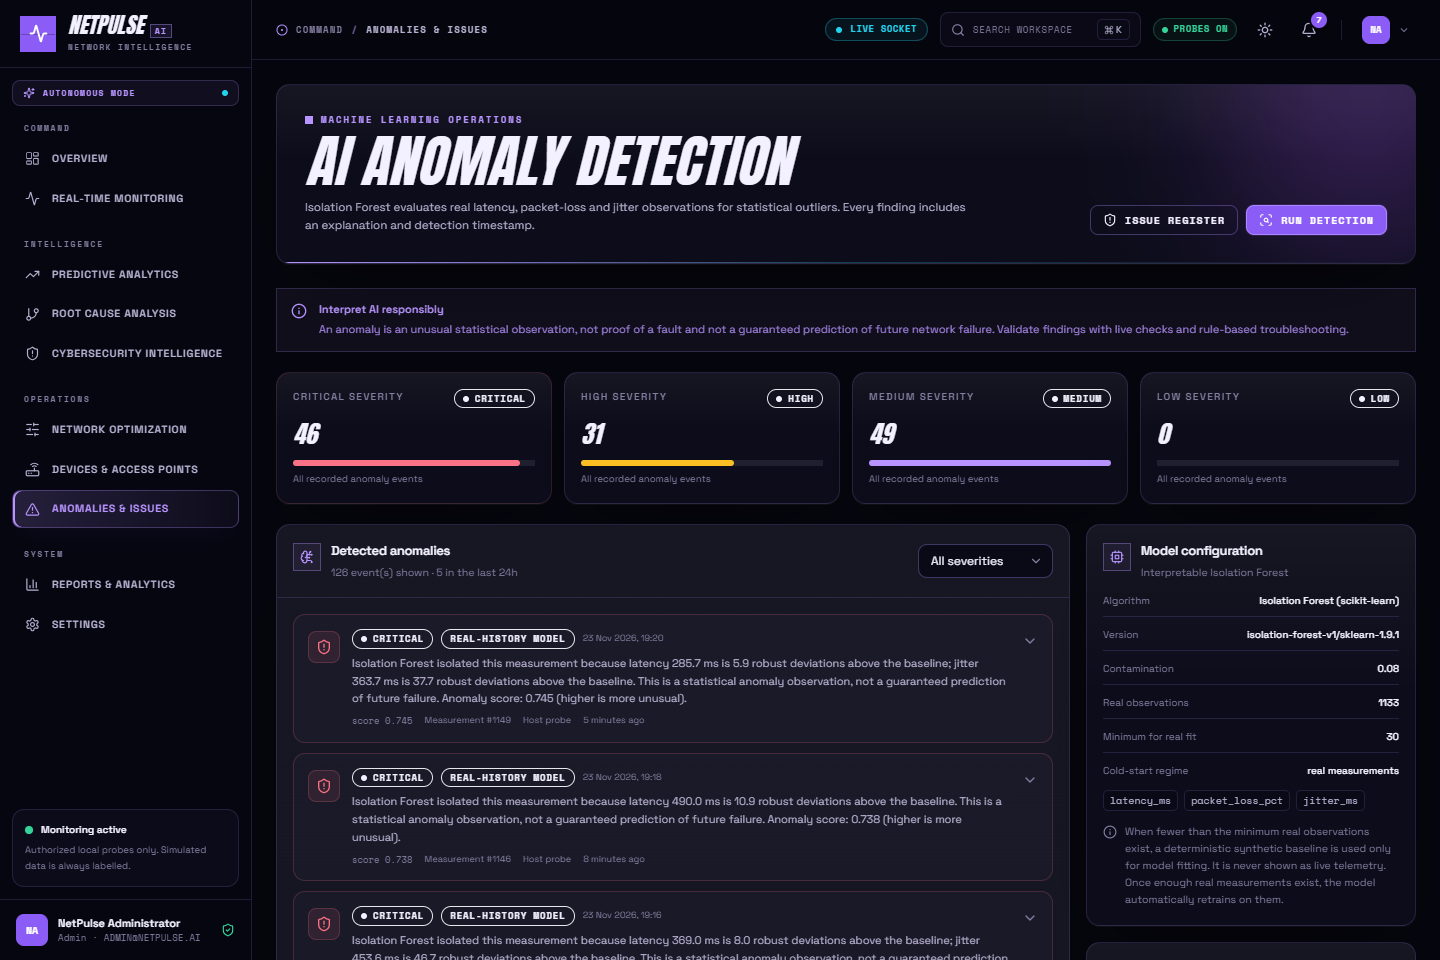 NETPULSE AI
NETWORK INTELLIGENCE
AUTONOMOUS MODE
COMMAND
OVERVIEW
REAL-TIME MONITORING
INTELLIGENCE
PREDICTIVE ANALYTICS
ROOT CAUSE ANALYSIS
CYBERSECURITY INTELLIGENCE
OPERATIONS
NETWORK OPTIMIZATION
DEVICES & ACCESS POINTS
ANOMALIES & ISSUES
SYSTEM
REPORTS & ANALYTICS
SETTINGS
Monitoring active
Authorized local probes only. Simulated
data is always labelled.
NA
NetPulse Administrator
Admin · ADMIN@NETPULSE.AI
COMMAND / ANOMALIES & ISSUES
LIVE SOCKET
SEARCH WORKSPACE
⌘K
PROBES ON
7
NA
MACHINE LEARNING OPERATIONS
AI ANOMALY DETECTION
Isolation Forest evaluates real latency, packet-loss and jitter observations for statistical outliers. Every finding includes
an explanation and detection timestamp.
ISSUE REGISTER
RUN DETECTION
Interpret AI responsibly
An anomaly is an unusual statistical observation, not proof of a fault and not a guaranteed prediction of future network failure. Validate findings with live checks and rule-based troubleshooting.
CRITICAL SEVERITY
CRITICAL
46
All recorded anomaly events
HIGH SEVERITY
HIGH
31
All recorded anomaly events
MEDIUM SEVERITY
MEDIUM
49
All recorded anomaly events
LOW SEVERITY
LOW
0
All recorded anomaly events
Detected anomalies
126 event(s) shown · 5 in the last 24h
All severities
CRITICAL REAL-HISTORY MODEL 23 Nov 2026, 19:20
Isolation Forest isolated this measurement because latency 285.7 ms is 5.9 robust deviations above the baseline; jitter
363.7 ms is 37.7 robust deviations above the baseline. This is a statistical anomaly observation, not a guaranteed prediction
of future failure. Anomaly score: 0.745 (higher is more unusual).
score 0.745 Measurement #1149 Host probe 5 minutes ago
CRITICAL REAL-HISTORY MODEL 23 Nov 2026, 19:18
Isolation Forest isolated this measurement because latency 490.0 ms is 10.9 robust deviations above the baseline. This is a
statistical anomaly observation, not a guaranteed prediction of future failure. Anomaly score: 0.738 (higher is more
unusual).
score 0.738 Measurement #1146 Host probe 8 minutes ago
CRITICAL REAL-HISTORY MODEL 23 Nov 2026, 19:16
Isolation Forest isolated this measurement because latency 369.0 ms is 8.0 robust deviations above the baseline; jitter
453.6 ms is 46.7 robust deviations above the baseline. This is a statistical anomaly observation, not a guaranteed prediction
Model configuration
Interpretable Isolation Forest
Algorithm Isolation Forest (scikit-learn)
Version isolation-forest-v1/sklearn-1.9.1
Contamination 0.08
Real observations 1133
Minimum for real fit 30
Cold-start regime real measurements
latency_ms packet_loss_pct jitter_ms
When fewer than the minimum real observations
exist, a deterministic synthetic baseline is used only
for model fitting. It is never shown as live telemetry.
Once enough real measurements exist, the model
automatically retrains on them.